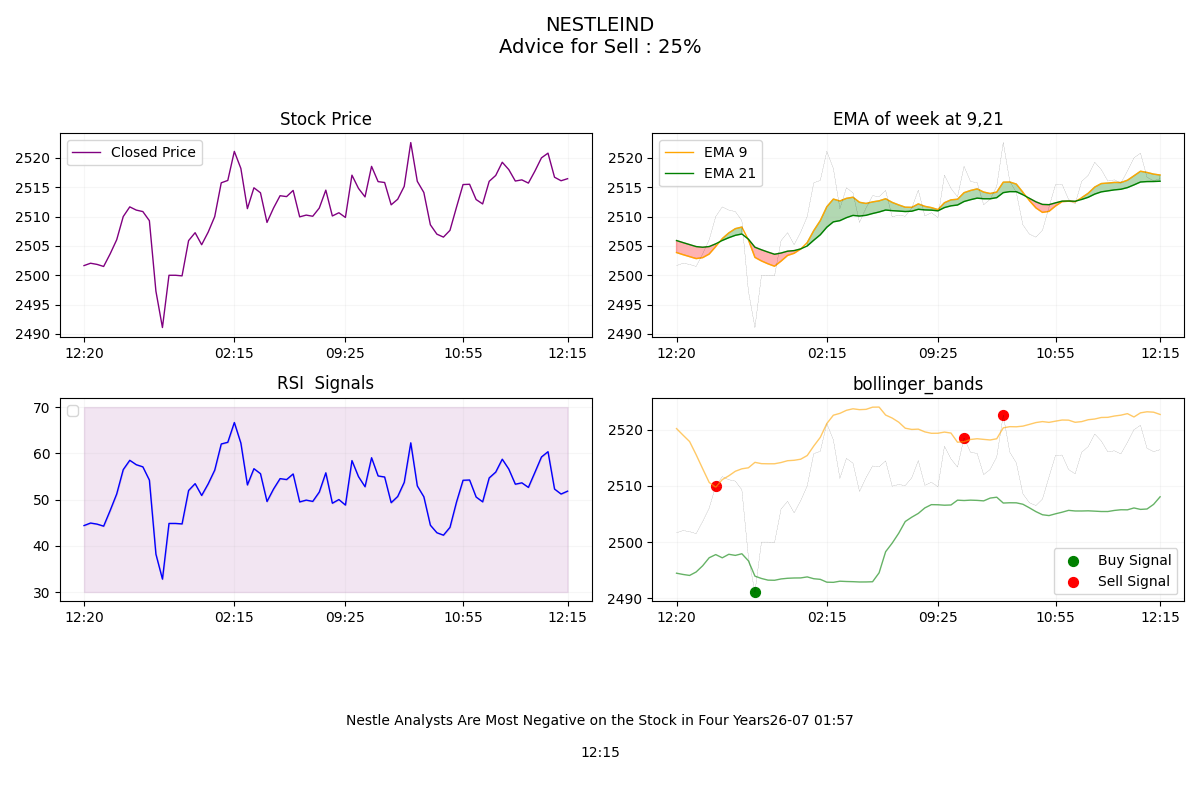 NESTLEIND
Advice for Sell : 25%
Stock Price
Closed Price
2520
2515
2510
2505
2500
2495
2490
12:20 02:15 09:25 10:55 12:15
EMA of week at 9,21
EMA 9
EMA 21
2520
2515
2510
2505
2500
2495
2490
12:20 02:15 09:25 10:55 12:15
RSI  Signals
70
60
50
40
30
12:20 02:15 09:25 10:55 12:15
bollinger_bands
2520
2510
2500
2490
Buy Signal
Sell Signal
12:20 02:15 09:25 10:55 12:15
Nestle Analysts Are Most Negative on the Stock in Four Years26-07 01:57
12:15